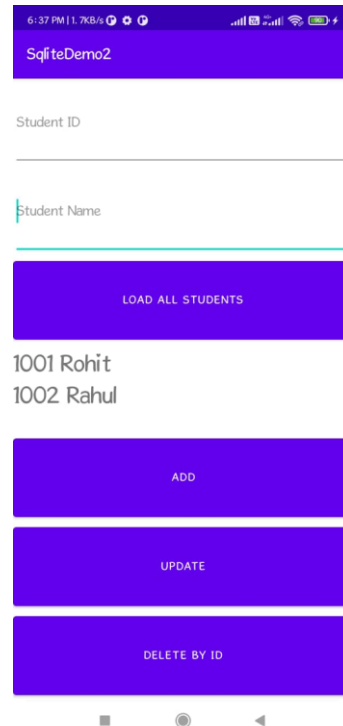 6:37 PM | 1.7KB/s
SqliteDemo2
Student ID
Student Name
LOAD ALL STUDENTS
1001 Rohit
1002 Rahul
ADD
UPDATE
DELETE BY ID